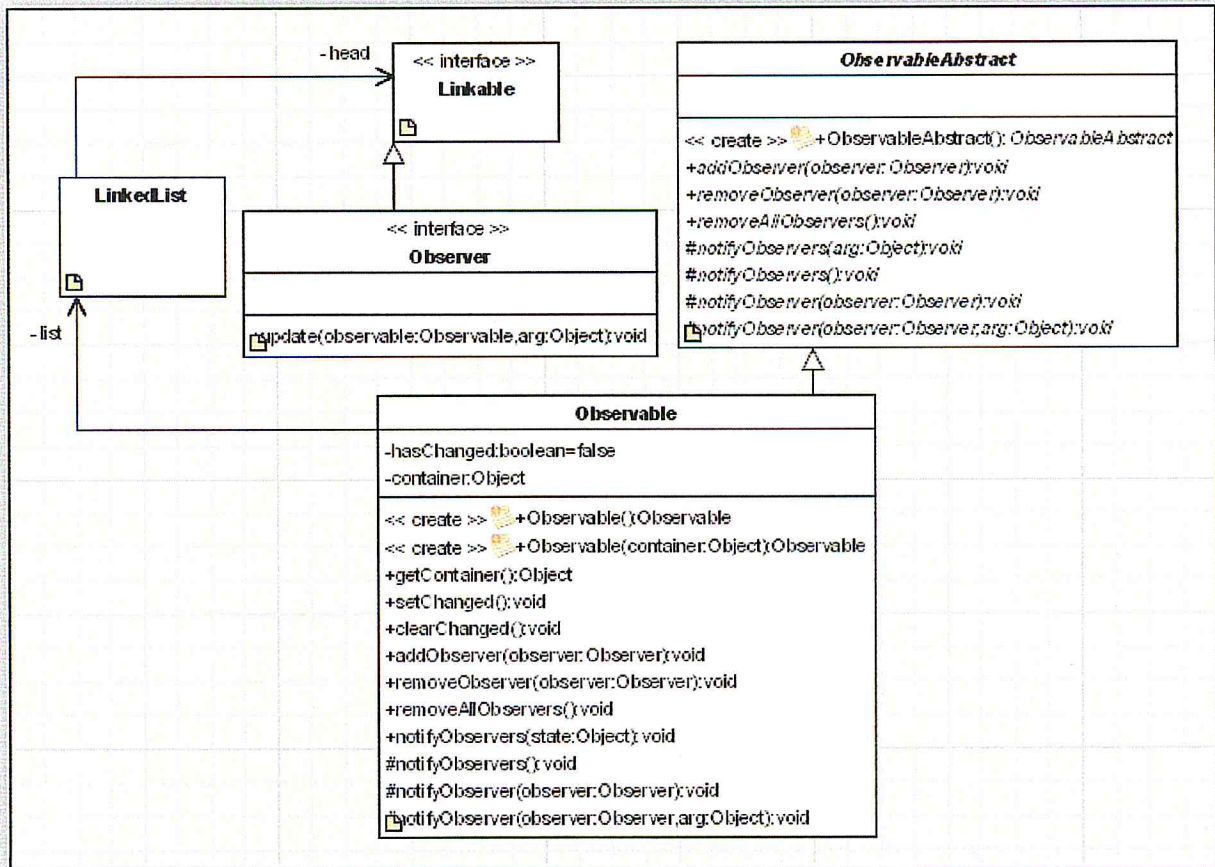 -head
<< interface >>
Linkable
ObservableAbstract
<< create >> +ObservableAbstract(): ObservableAbstract
+addObserver(observer: Observer):void
+removeObserver(observer: Observer):void
+removeAllObservers():void
#notifyObservers(arg:Object):void
#notifyObservers():void
#notifyObserver(observer:Observer):void
notifyObserver(observer:Observer,arg:Object):void
LinkedList
<< interface >>
Observer
update(observable:Observable,arg:Object):void
-list
Observable
-hasChanged:boolean=false
-container:Object
<< create >> +Observable():Observable
<< create >> +Observable(container:Object):Observable
+getContainer():Object
+setChanged():void
+clearChanged():void
+addObserver(observer:Observer):void
+removeObserver(observer:Observer):void
+removeAllObservers():void
+notifyObservers(state:Object):void
#notifyObservers():void
#notifyObserver(observer:Observer):void
notifyObserver(observer:Observer,arg:Object):void